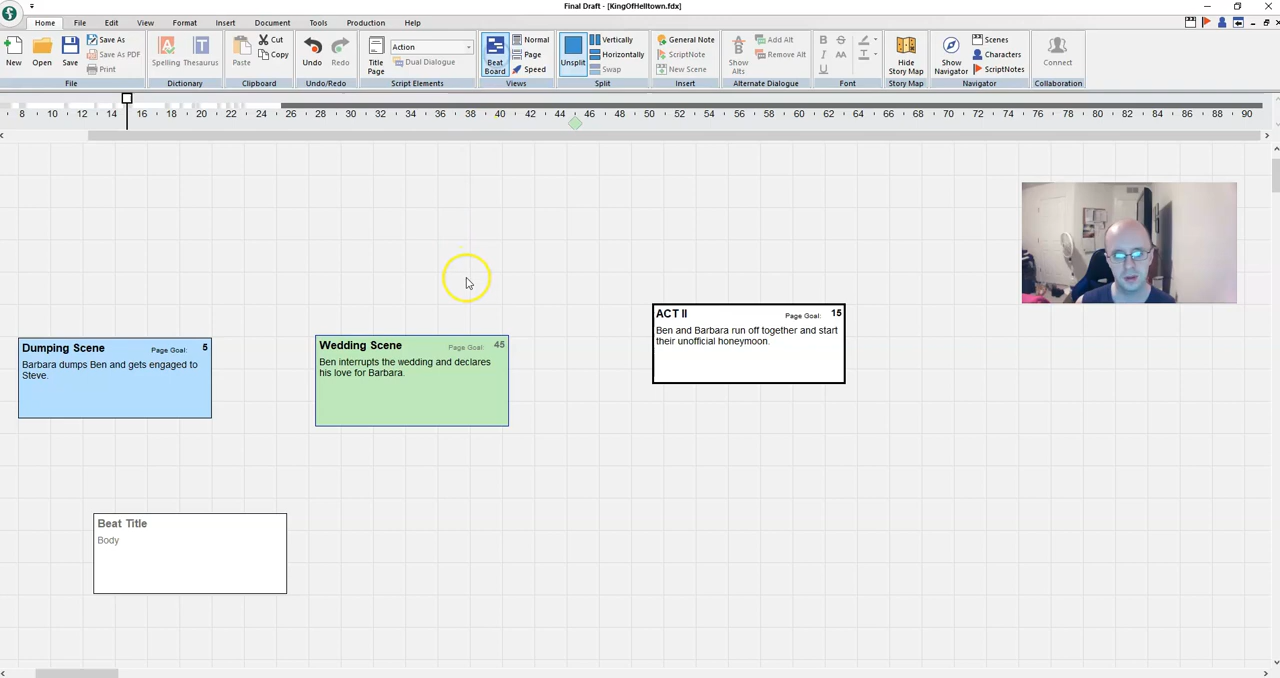 Final Draft - [KingOfHelltown.fdx]
Home File Edit View Format Insert Document Tools Production Help
New Open Save Save As Save As PDF Print
File
Spelling Thesaurus
Dictionary
Paste Cut Copy
Clipboard
Undo Redo
Undo/Redo
Title Page Action Dual Dialogue
Script Elements
Beat Board Normal Page Speed
Views
Unsplit Vertically Horizontally Swap
Split
General Note ScriptNote New Scene
Insert
Show Alts Add Alt Remove Alt
Alternate Dialogue
B S U I AA T
Font
Hide Story Map
Story Map
Show Navigator Scenes Characters ScriptNotes
Navigator
Connect
Collaboration
8 10 12 14 16 18 20 22 24 26 28 30 32 34 36 38 40 42 44 46 48 50 52 54 56 58 60 62 64 66 68 70 72 74 76 78 80 82 84 86 88 90
ACT II Page Goal: 15
Ben and Barbara run off together and start
their unofficial honeymoon.
Dumping Scene Page Goal: 5
Barbara dumps Ben and gets engaged to
Steve.
Wedding Scene Page Goal: 45
Ben interrupts the wedding and declares
his love for Barbara.
Beat Title
Body